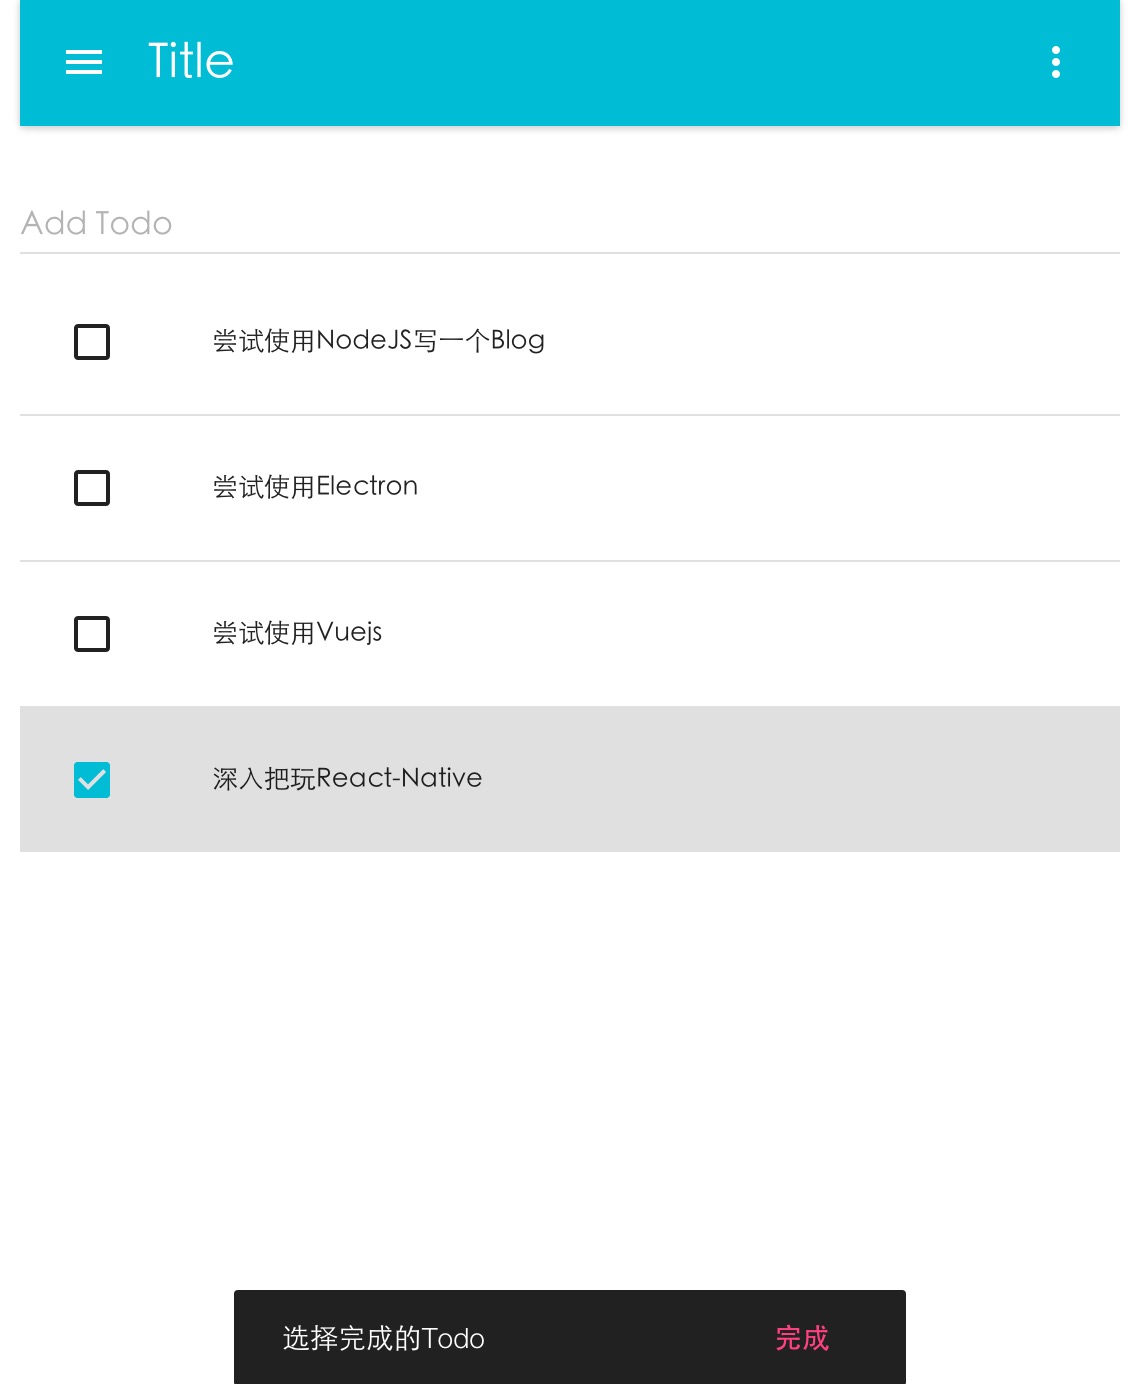 Title
Add Todo
尝试使用NodeJS写一个Blog
尝试使用Electron
尝试使用Vuejs
深入把玩React-Native
选择完成的Todo 完成